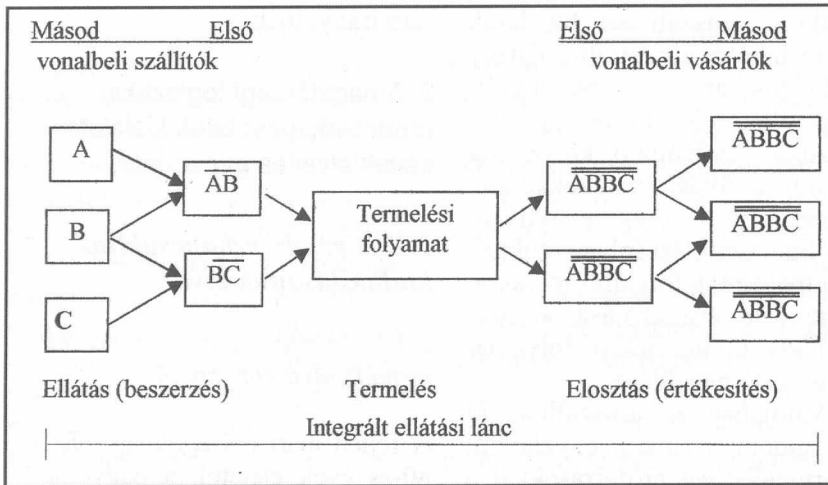 Másod Első Első Másod
vonalbeli szállítók vonalbeli vásárlók
A
B
C
AB
BC
Termelési
folyamat
ABBC
ABBC
ABBC
ABBC
ABBC
Ellátás (beszerzés) Termelés Elosztás (értékesítés)
Integrált ellátási lánc